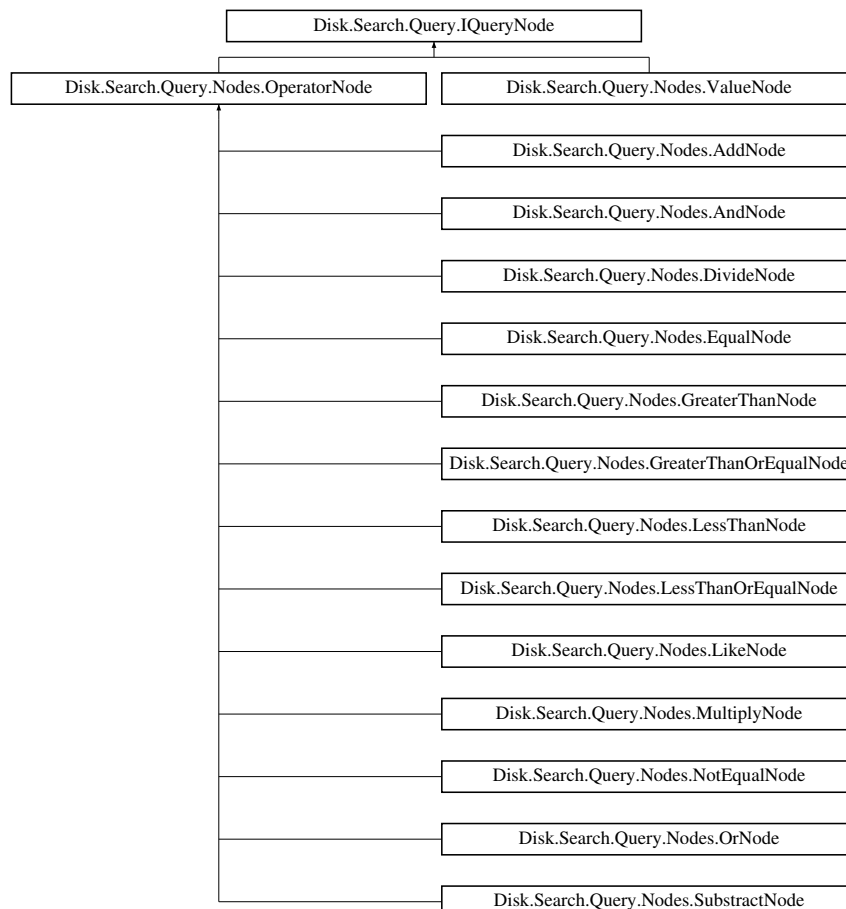 Disk.Search.Query.IQueryNode
Disk.Search.Query.Nodes.OperatorNode
Disk.Search.Query.Nodes.ValueNode
Disk.Search.Query.Nodes.AddNode
Disk.Search.Query.Nodes.AndNode
Disk.Search.Query.Nodes.DivideNode
Disk.Search.Query.Nodes.EqualNode
Disk.Search.Query.Nodes.GreaterThanNode
Disk.Search.Query.Nodes.GreaterThanOrEqualNode
Disk.Search.Query.Nodes.LessThanNode
Disk.Search.Query.Nodes.LessThanOrEqualNode
Disk.Search.Query.Nodes.LikeNode
Disk.Search.Query.Nodes.MultiplyNode
Disk.Search.Query.Nodes.NotEqualNode
Disk.Search.Query.Nodes.OrNode
Disk.Search.Query.Nodes.SubstractNode